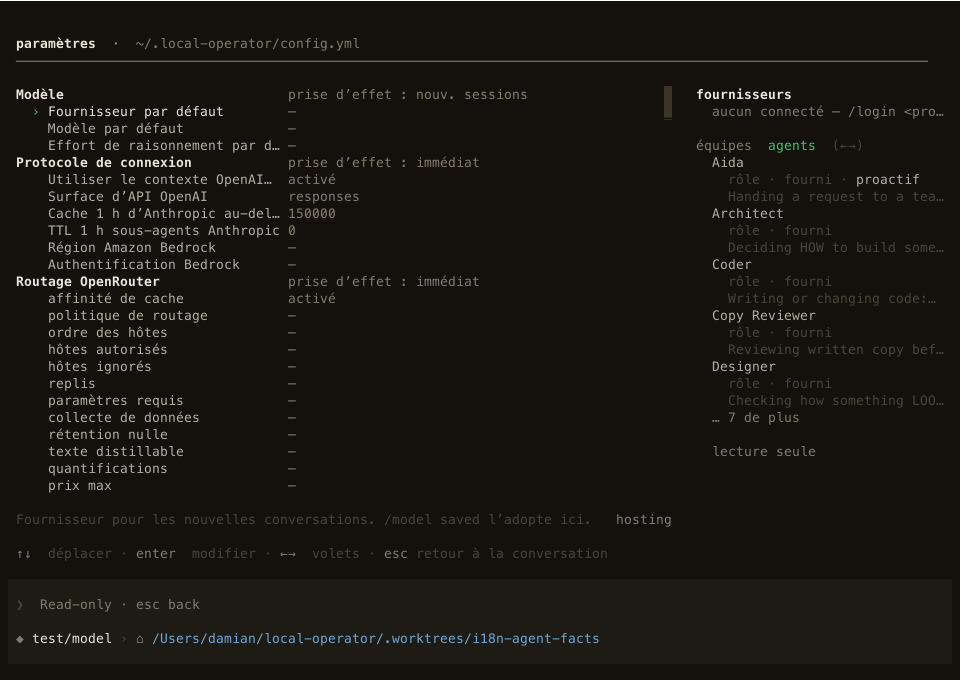 paramètres · ~/.local-operator/config.yml
Modèle prise d’effet : nouv. sessions
› Fournisseur par défaut —
Modèle par défaut —
Effort de raisonnement par d… —
Protocole de connexion prise d’effet : immédiat
Utiliser le contexte OpenAI… activé
Surface d’API OpenAI responses
Cache 1 h d’Anthropic au-del… 150000
TTL 1 h sous-agents Anthropic 0
Région Amazon Bedrock —
Authentification Bedrock —
Routage OpenRouter prise d’effet : immédiat
affinité de cache activé
politique de routage —
ordre des hôtes —
hôtes autorisés —
hôtes ignorés —
replis —
paramètres requis —
collecte de données —
rétention nulle —
texte distillable —
quantifications —
prix max —
fournisseurs
aucun connecté — /login <pro…
équipes agents (←→)
Aida
rôle · fourni · proactif
Handing a request to a tea…
Architect
rôle · fourni
Deciding HOW to build some…
Coder
rôle · fourni
Writing or changing code:…
Copy Reviewer
rôle · fourni
Reviewing written copy bef…
Designer
rôle · fourni
Checking how something LOO…
… 7 de plus
lecture seule
Fournisseur pour les nouvelles conversations. /model saved l’adopte ici. hosting
↑↓ déplacer · enter modifier · ←→ volets · esc retour à la conversation
❯ Read-only · esc back
◆ test/model › ⌂ /Users/damian/local-operator/.worktrees/i18n-agent-facts